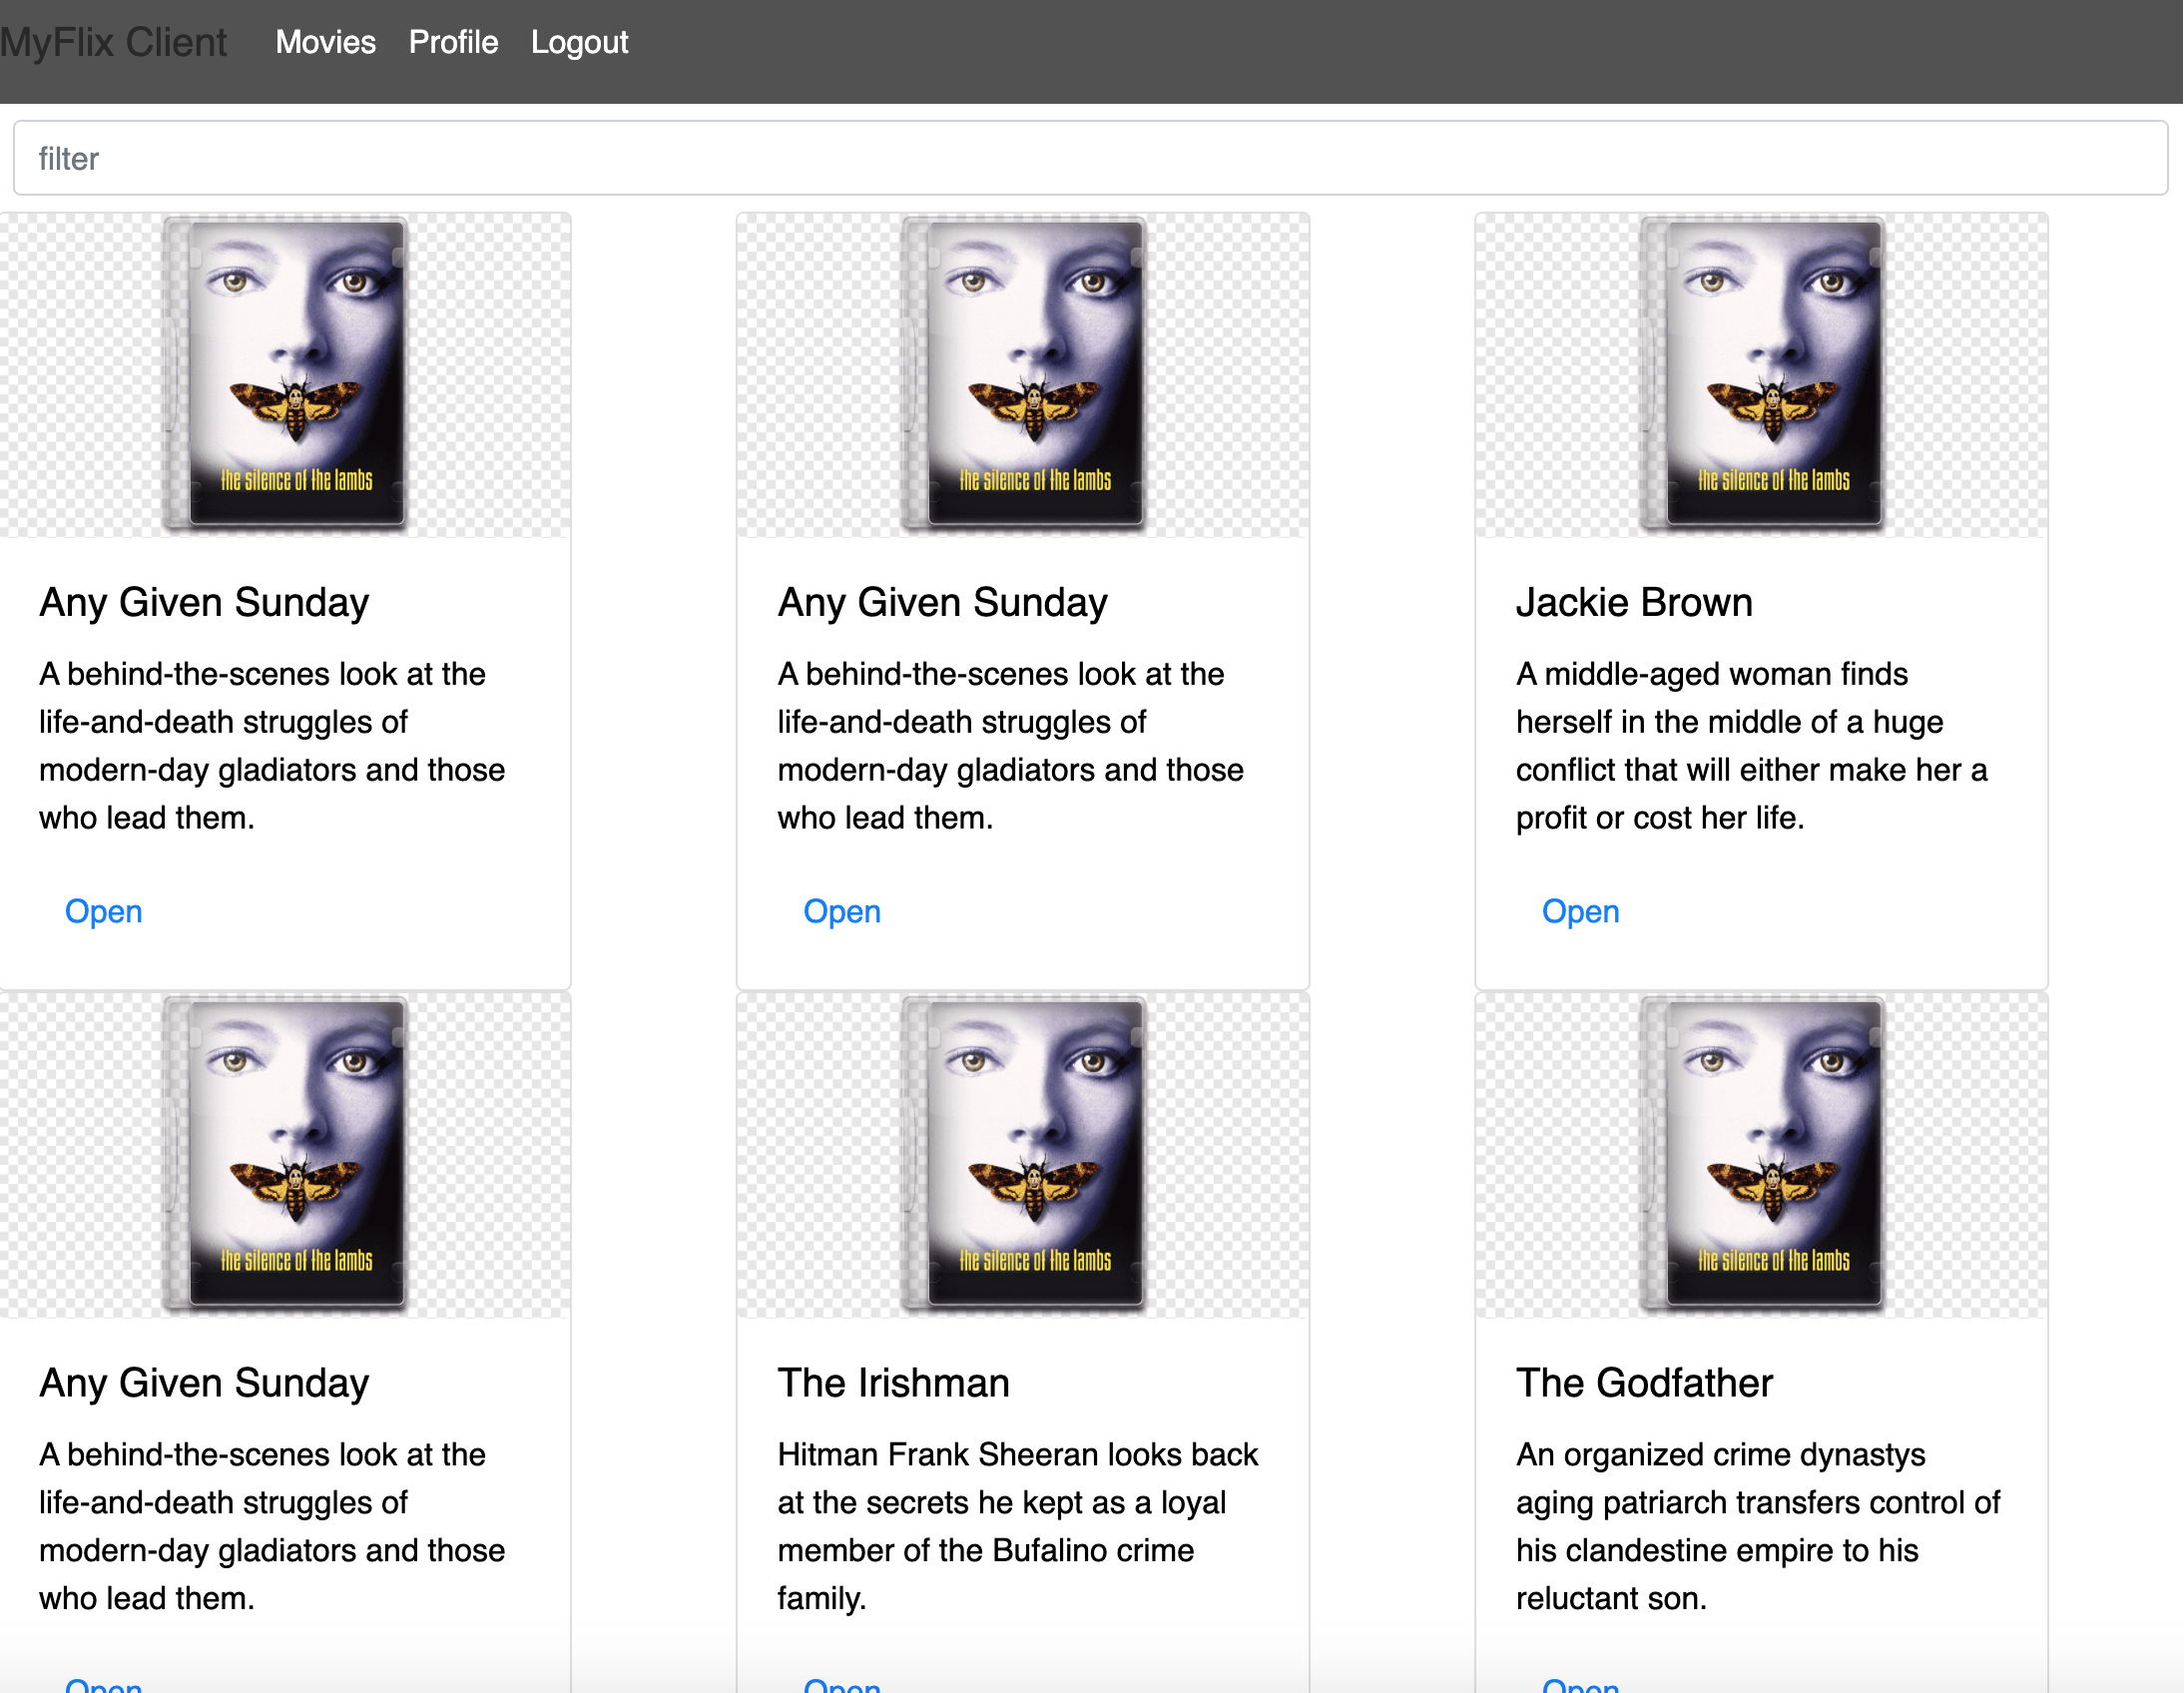 MyFlix Client Movies Profile Logout
filter
the silence of the lambs
the silence of the lambs
the silence of the lambs
Any Given Sunday
A behind-the-scenes look at the
life-and-death struggles of
modern-day gladiators and those
who lead them.
Open
Any Given Sunday
A behind-the-scenes look at the
life-and-death struggles of
modern-day gladiators and those
who lead them.
Open
Jackie Brown
A middle-aged woman finds
herself in the middle of a huge
conflict that will either make her a
profit or cost her life.
Open
the silence of the lambs
the silence of the lambs
the silence of the lambs
Any Given Sunday
A behind-the-scenes look at the
life-and-death struggles of
modern-day gladiators and those
who lead them.
Open
The Irishman
Hitman Frank Sheeran looks back
at the secrets he kept as a loyal
member of the Bufalino crime
family.
Open
The Godfather
An organized crime dynastys
aging patriarch transfers control of
his clandestine empire to his
reluctant son.
Open